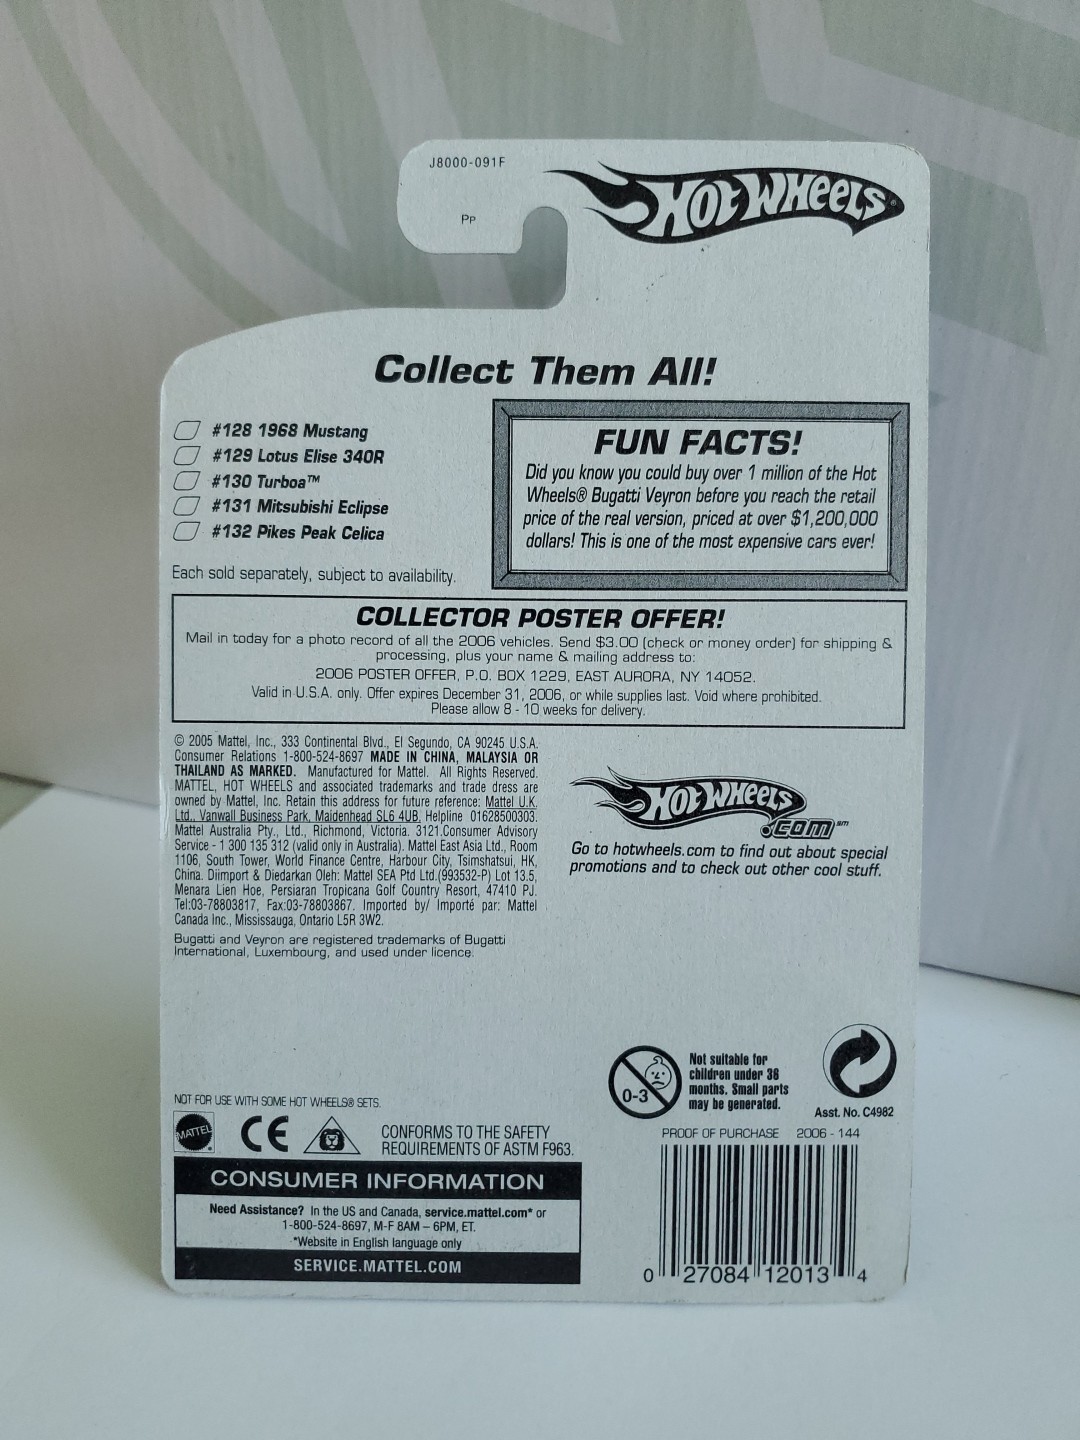 J8000-091F
Pp
HOT WHEELS®
Collect Them All!
#128 1968 Mustang
#129 Lotus Elise 340R
#130 Turboa™
#131 Mitsubishi Eclipse
#132 Pikes Peak Celica
Each sold separately, subject to availability.
FUN FACTS!
Did you know you could buy over 1 million of the Hot
Wheels® Bugatti Veyron before you reach the retail
price of the real version, priced at over $1,200,000
dollars! This is one of the most expensive cars ever!
COLLECTOR POSTER OFFER!
Mail in today for a photo record of all the 2006 vehicles. Send $3.00 (check or money order) for shipping &
processing, plus your name & mailing address to:
2006 POSTER OFFER, P.O. BOX 1229, EAST AURORA, NY 14052.
Valid in U.S.A. only. Offer expires December 31, 2006, or while supplies last. Void where prohibited.
Please allow 8 - 10 weeks for delivery.
© 2005 Mattel, Inc., 333 Continental Blvd., El Segundo, CA 90245 U.S.A.
Consumer Relations 1-800-524-8697 MADE IN CHINA, MALAYSIA OR
THAILAND AS MARKED. Manufactured for Mattel. All Rights Reserved.
MATTEL, HOT WHEELS and associated trademarks and trade dress are
owned by Mattel, Inc. Retain this address for future reference: Mattel U.K.
Ltd., Vanwall Business Park, Maidenhead SL6 4UB. Helpline 01628500303.
Mattel Australia Pty., Ltd., Richmond, Victoria. 3121.Consumer Advisory
Service - 1 300 135 312 (valid only in Australia). Mattel East Asia Ltd., Room
1106, South Tower, World Finance Centre, Harbour City, Tsimshatsui, HK,
China. Diimport & Diedarkan Oleh: Mattel SEA Ptd Ltd.(993532-P) Lot 13.5,
Menara Lien Hoe, Persiaran Tropicana Golf Country Resort, 47410 PJ.
Tel:03-78803817, Fax:03-78803867. Imported by/ Importé par: Mattel
Canada Inc., Mississauga, Ontario L5R 3W2.
Bugatti and Veyron are registered trademarks of Bugatti
International, Luxembourg, and used under licence.
HOT WHEELS
.COM℠
Go to hotwheels.com to find out about special
promotions and to check out other cool stuff.
0-3
Not suitable for
children under 36
months. Small parts
may be generated.
Asst. No. C4982
NOT FOR USE WITH SOME HOT WHEELS® SETS.
MATTEL
CE
CONFORMS TO THE SAFETY
REQUIREMENTS OF ASTM F963.
CONSUMER INFORMATION
Need Assistance? In the US and Canada, service.mattel.com* or
1-800-524-8697, M-F 8AM – 6PM, ET.
*Website in English language only
SERVICE.MATTEL.COM
PROOF OF PURCHASE 2006 - 144
0 27084 12013 4